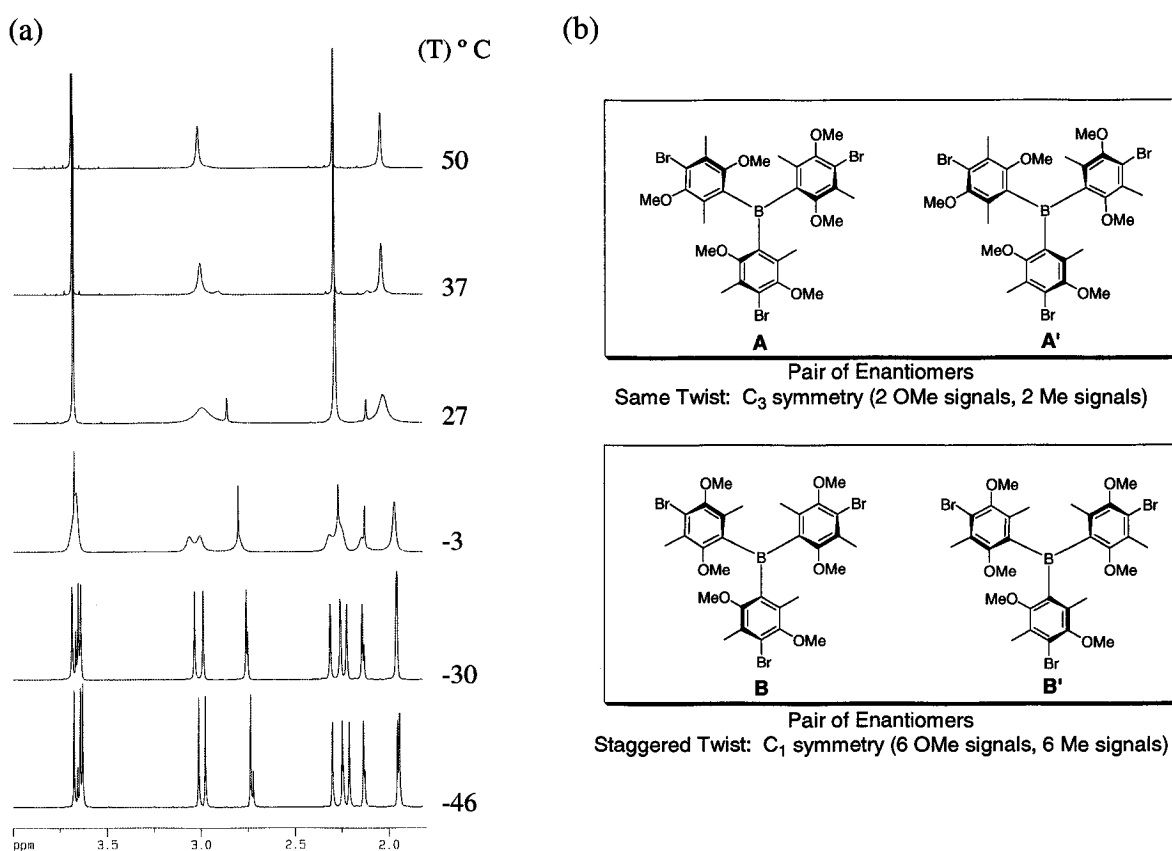 (a)
(T) º C
50
37
27
-3
-30
-46
ppm 3.5 3.0 2.5 2.0
(b)
Br OMe MeO OMe Br B OMe MeO OMe Br
A
MeO Br OMe MeO Br B OMe MeO OMe Br
A'
Pair of Enantiomers
Same Twist: C3 symmetry (2 OMe signals, 2 Me signals)
OMe OMe Br Br B OMe OMe MeO OMe Br
B
OMe OMe Br Br B OMe OMe MeO OMe Br
B'
Pair of Enantiomers
Staggered Twist: C1 symmetry (6 OMe signals, 6 Me signals)